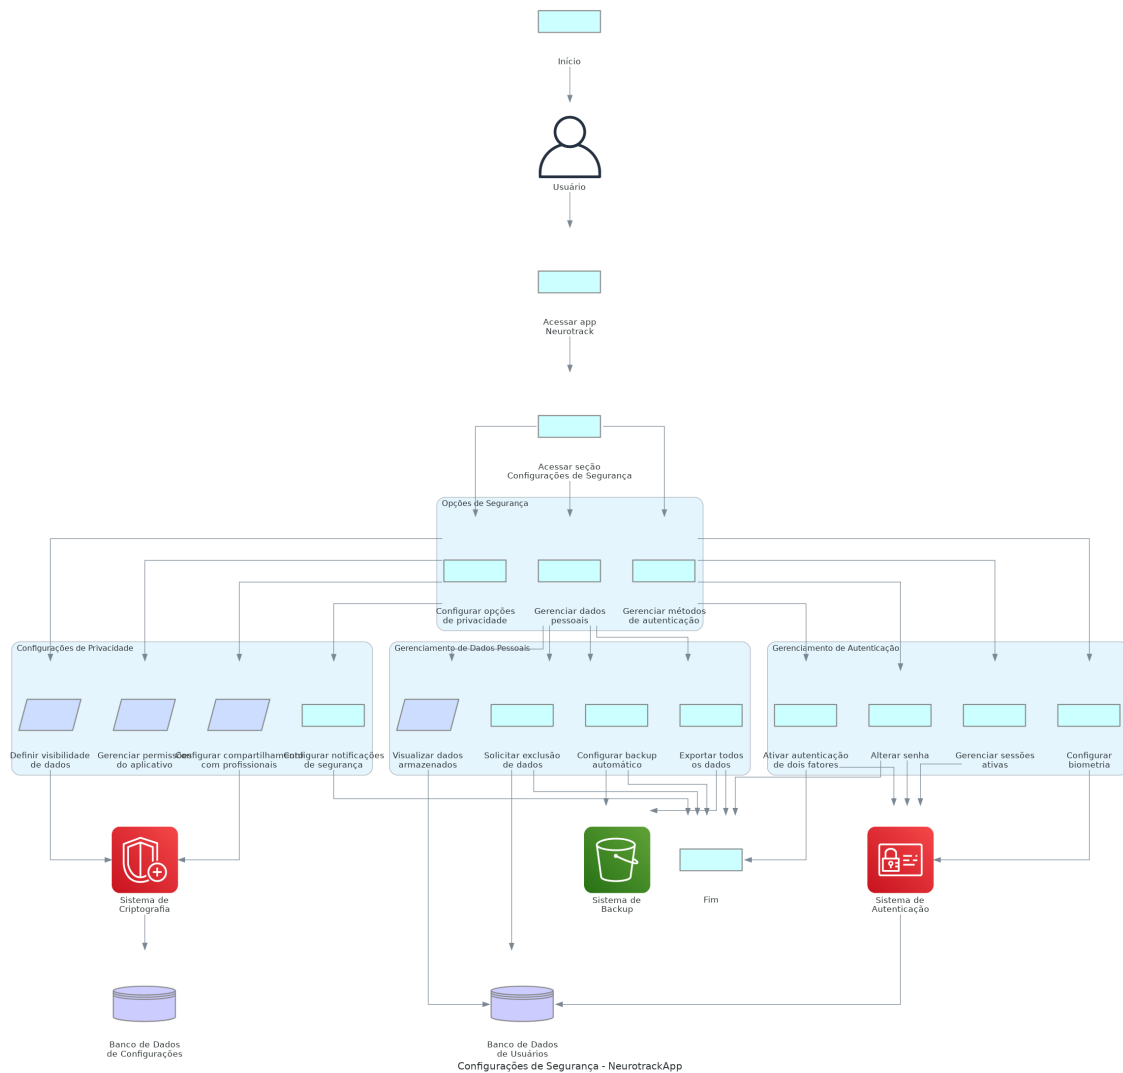 Início
Usuário
Acessar app
Neurotrack
Acessar seção
Configurações de Segurança
Opções de Segurança
Configurar opções
de privacidade
Gerenciar dados
pessoais
Gerenciar métodos
de autenticação
Configurações de Privacidade
Gerenciamento de Dados Pessoais
Gerenciamento de Autenticação
Definir visibilidade
de dados
Gerenciar permissões
do aplicativo
Configurar compartilhamento
com profissionais
Configurar notificações
de segurança
Visualizar dados
armazenados
Solicitar exclusão
de dados
Configurar backup
automático
Exportar todos
os dados
Ativar autenticação
de dois fatores
Alterar senha
Gerenciar sessões
ativas
Configurar
biometria
Sistema de
Criptografia
Sistema de
Backup
Fim
Sistema de
Autenticação
Banco de Dados
de Configurações
Banco de Dados
de Usuários
Configurações de Segurança - NeurotrackApp